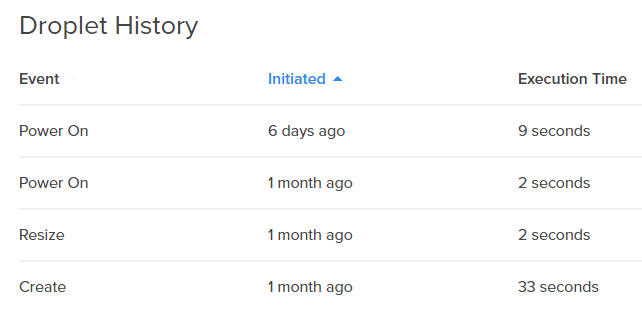 Droplet History
Event Initiated Execution Time
Power On 6 days ago 9 seconds
Power On 1 month ago 2 seconds
Resize 1 month ago 2 seconds
Create 1 month ago 33 seconds